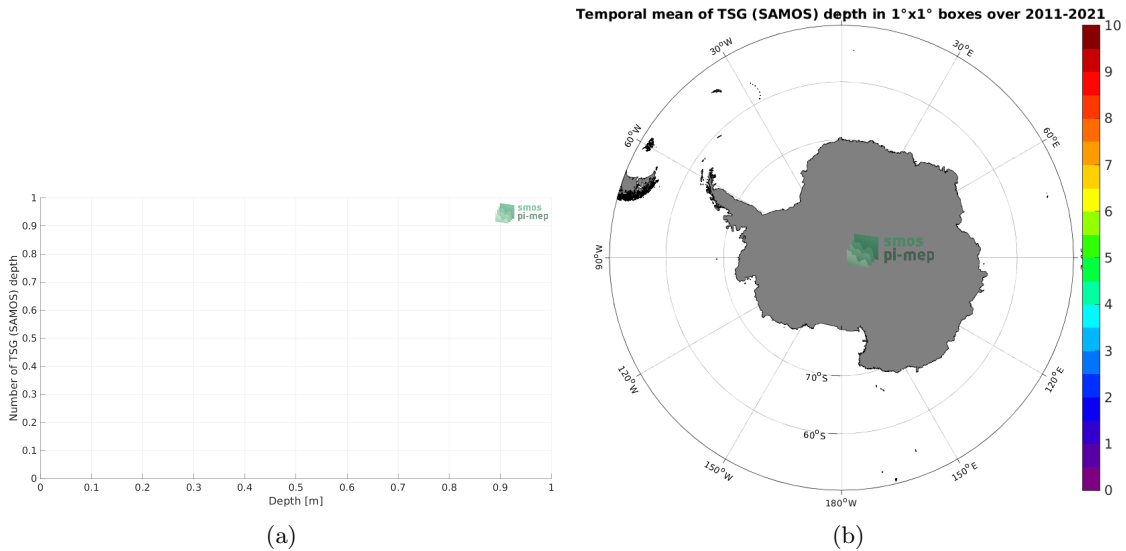 Number of TSG (SAMOS) depth
1
0.9
0.8
0.7
0.6
0.5
0.4
0.3
0.2
0.1
0
0 0.1 0.2 0.3 0.4 0.5 0.6 0.7 0.8 0.9 1
Depth [m]
smos
pi-mep
(a)
Temporal mean of TSG (SAMOS) depth in 1°x1° boxes over 2011-2021
30°W
30°E
60°W
60°E
90°W
120°W
120°E
150°W
150°E
180°W
70°S
60°S
smos
pi-mep
10
9
8
7
6
5
4
3
2
1
0
(b)